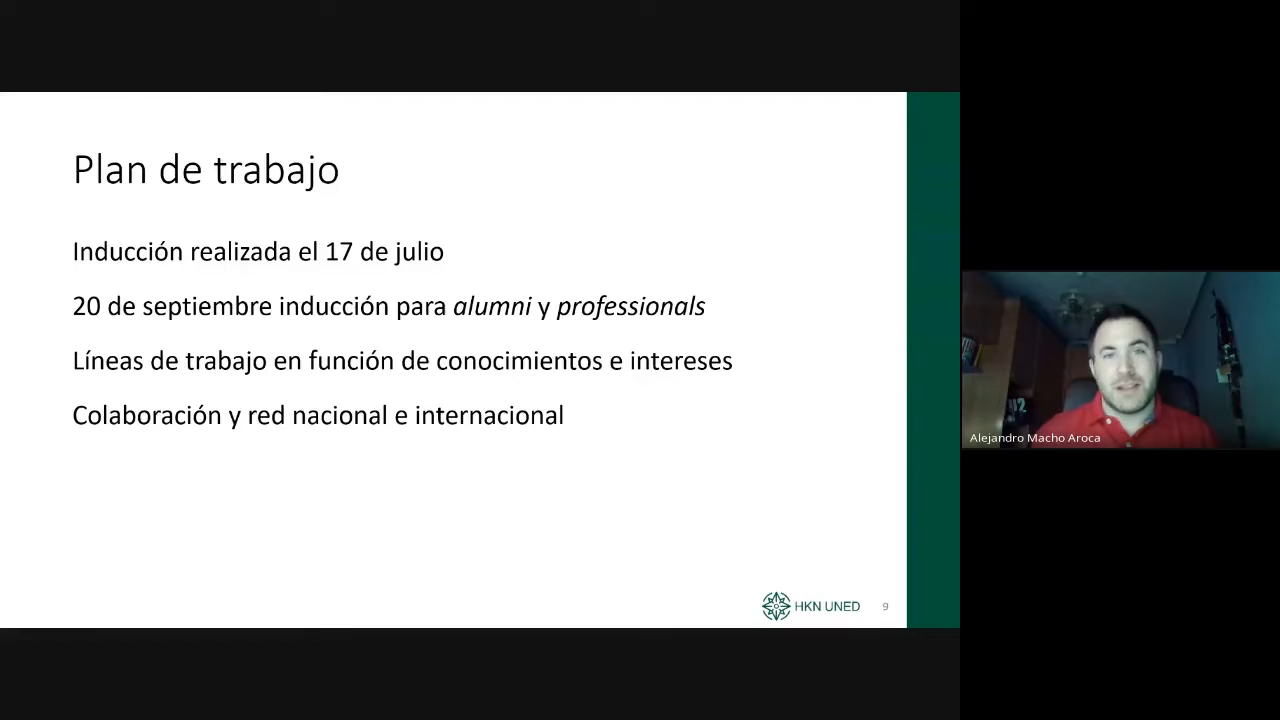 Plan de trabajo
Inducción realizada el 17 de julio
20 de septiembre inducción para alumni y professionals
Líneas de trabajo en función de conocimientos e intereses
Colaboración y red nacional e internacional
HKN UNED
9
Alejandro Macho Aroca